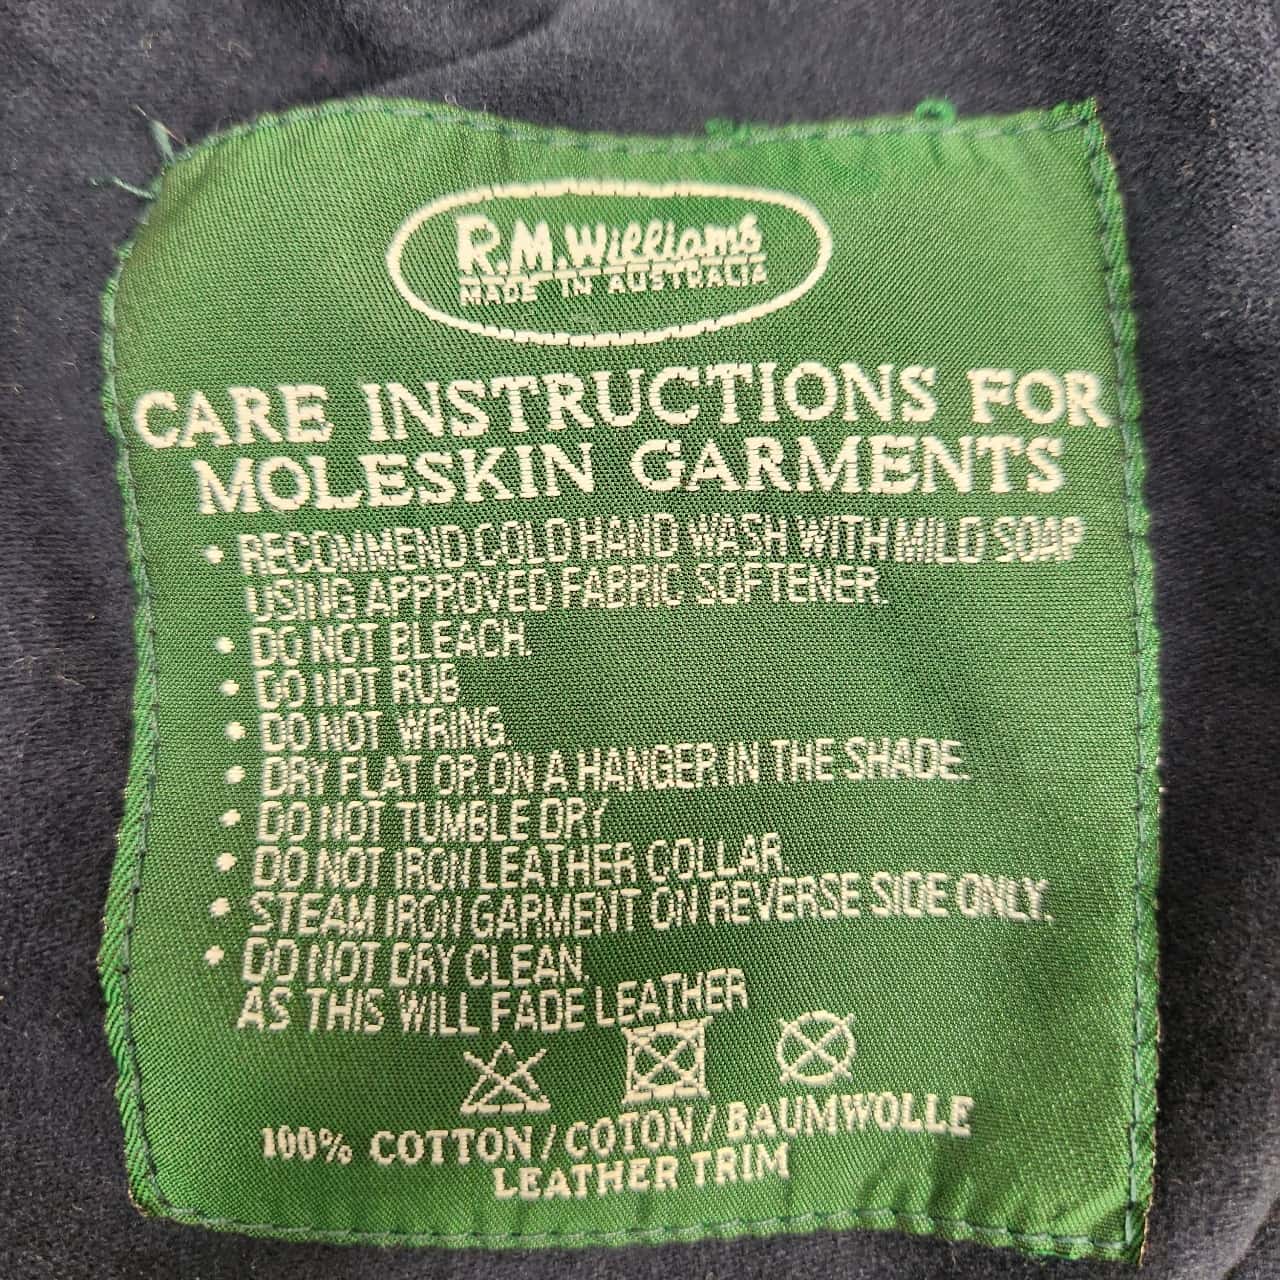 R.M. Williams
MADE IN AUSTRALIA
CARE INSTRUCTIONS FOR
MOLESKIN GARMENTS
• RECOMMEND COLD HAND WASH WITH MILD SOAP
USING APPPROVED FABRIC SOFTENER.
• DO NOT BLEACH.
• DO NOT RUB
• DO NOT WRING.
• DRY FLAT OR ON A HANGER IN THE SHADE.
• DO NOT TUMBLE DRY
• DO NOT IRON LEATHER COLLAR
• STEAM IRON GARMENT ON REVERSE SIDE ONLY.
• DO NOT DRY CLEAN.
AS THIS WILL FADE LEATHER
100% COTTON / COTON / BAUMWOLLE
LEATHER TRIM